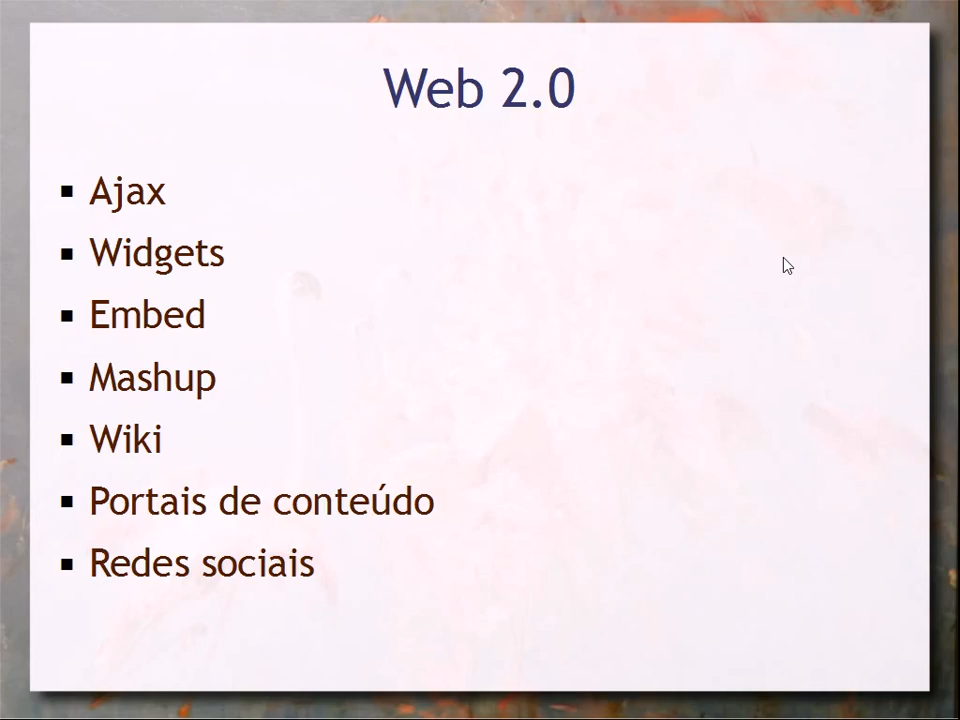 Web 2.0
Ajax
Widgets
Embed
Mashup
Wiki
Portais de conteúdo
Redes sociais